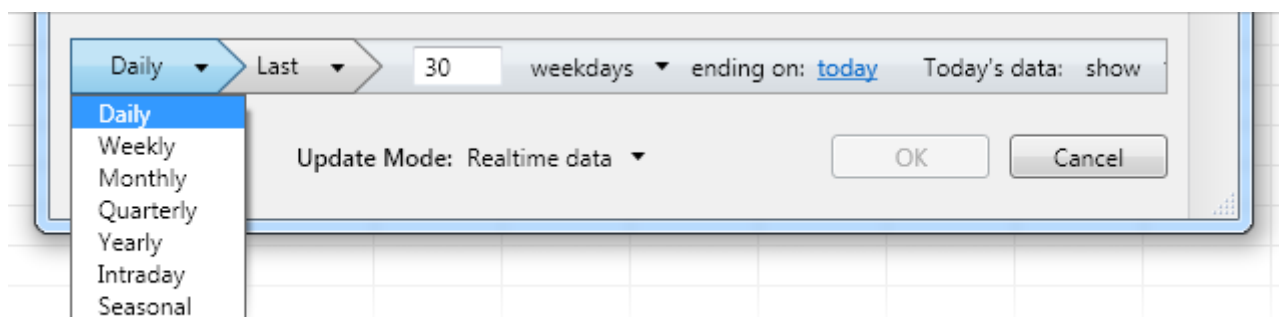 Daily Last 30 weekdays ending on: today Today's data: show
Daily
Weekly
Update Mode: Realtime data OK Cancel
Monthly
Quarterly
Yearly
Intraday
Seasonal